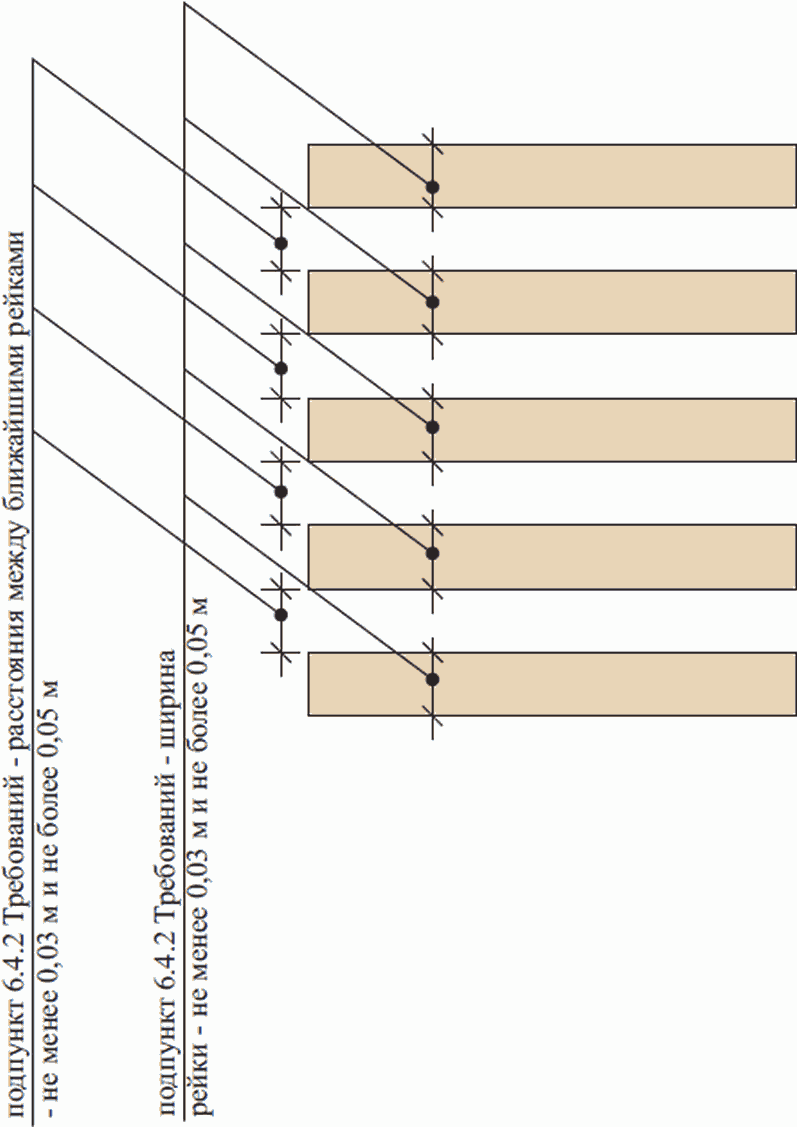 подпункт 6.4.2 Требований - расстояния между ближайшими рейками
- не менее 0,03 м и не более 0,05 м
подпункт 6.4.2 Требований - ширина
рейки - не менее 0,03 м и не более 0,05 м